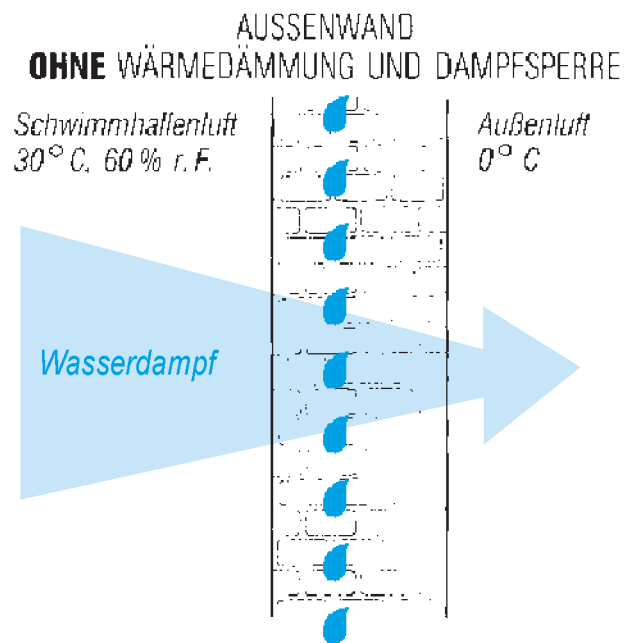 AUSSENWAND
OHNE WÄRMEDÄMMUNG UND DAMPFSPERRE
Schwimmhallenluft
30° C, 60 % r. F.
Außenluft
0° C
Wasserdampf